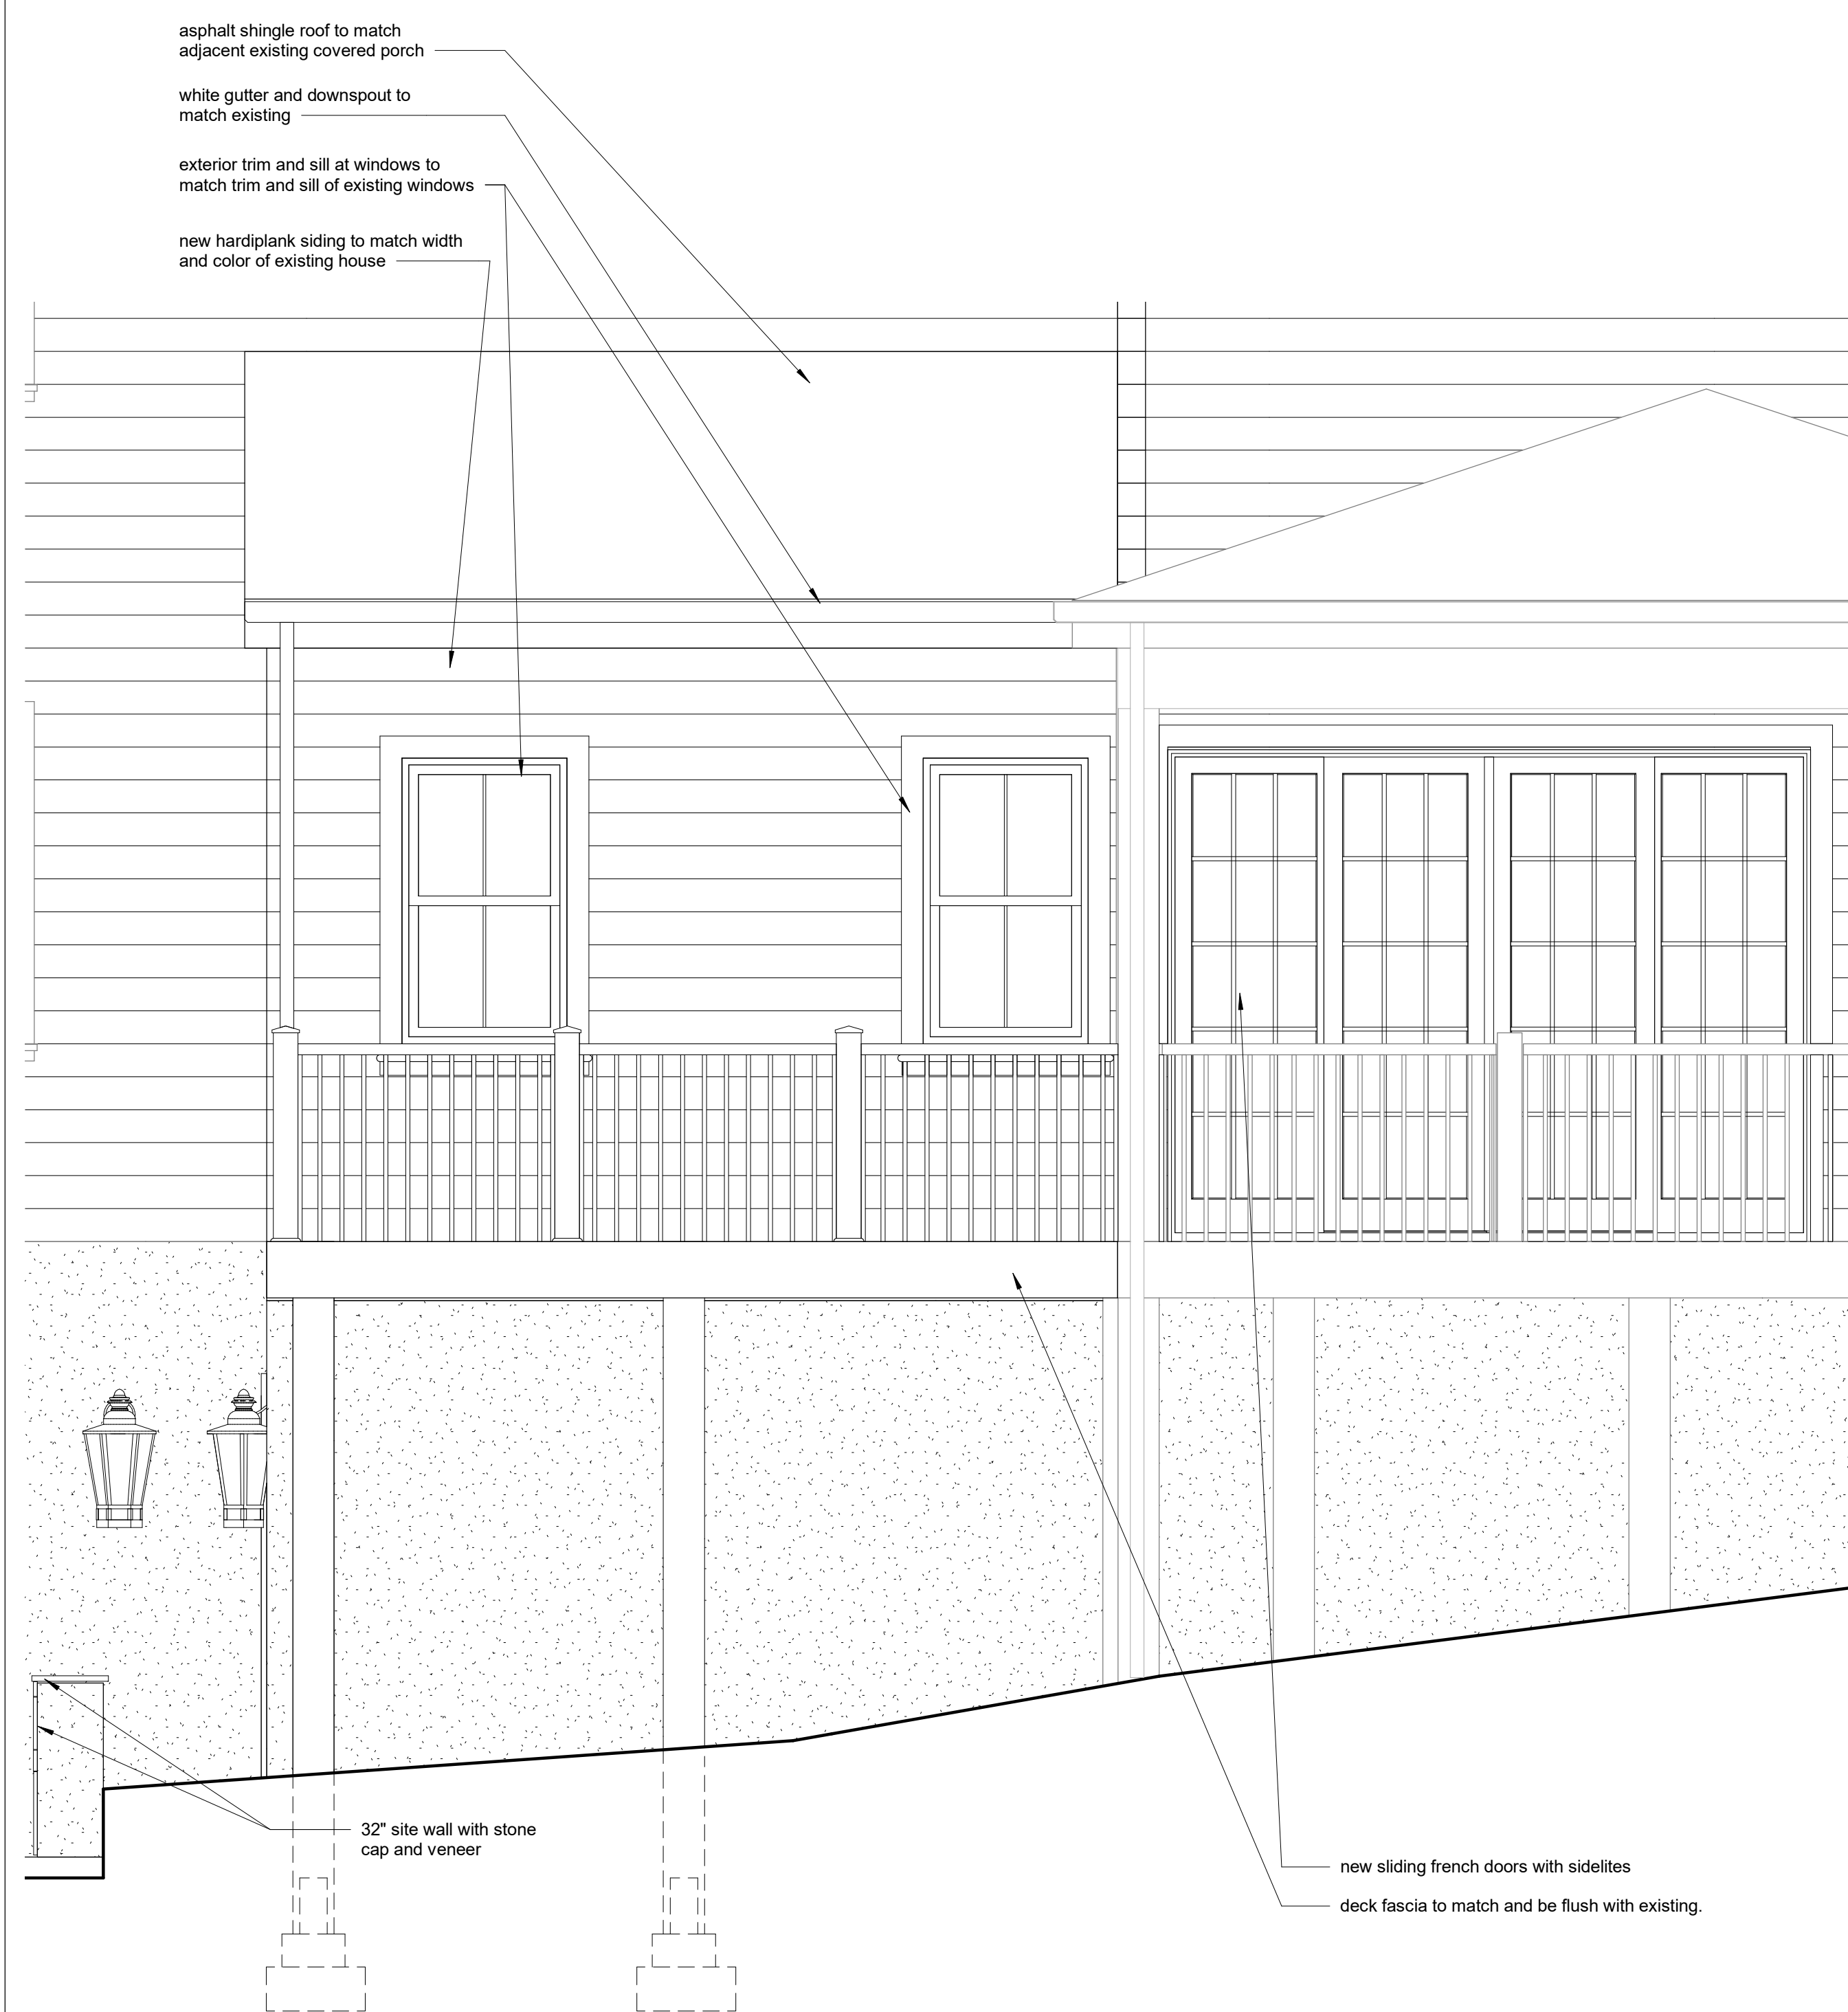 asphalt shingle roof to match
adjacent existing covered porch
white gutter and downspout to
match existing
exterior trim and sill at windows to
match trim and sill of existing windows
new hardiplank siding to match width
and color of existing house
32" site wall with stone
cap and veneer
new sliding french doors with sidelites
deck fascia to match and be flush with existing.